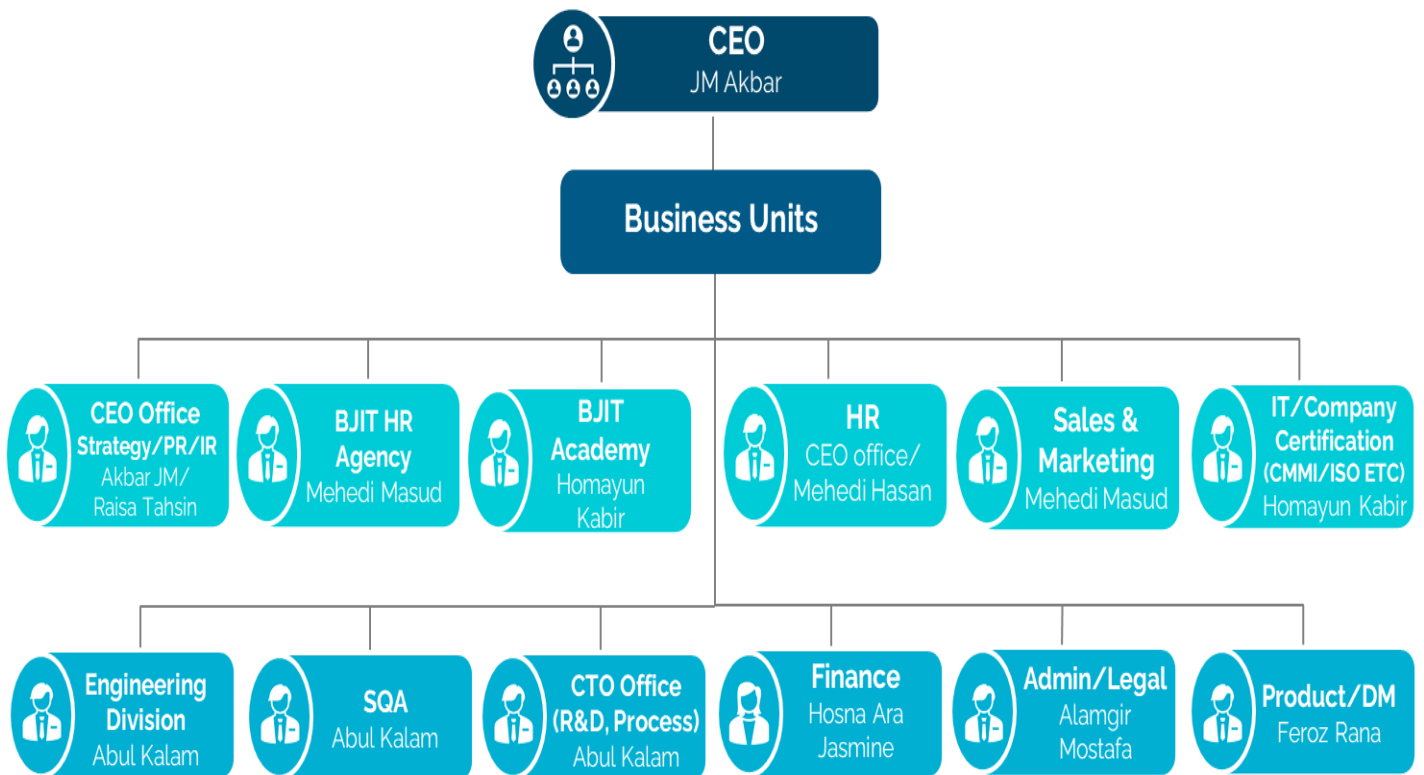 CEO
JM Akbar
Business Units
CEO Office
Strategy/PR/IR
Akbar JM/
Raisa Tahsin
BJIT HR
Agency
Mehedi Masud
BJIT
Academy
Homayun
Kabir
HR
CEO office/
Mehedi Hasan
Sales &
Marketing
Mehedi Masud
IT/Company
Certification
(CMMI/ISO ETC)
Homayun Kabir
Engineering
Division
Abul Kalam
SQA
Abul Kalam
CTO Office
(R&D, Process)
Abul Kalam
Finance
Hosna Ara
Jasmine
Admin/Legal
Alamgir
Mostafa
Product/DM
Feroz Rana